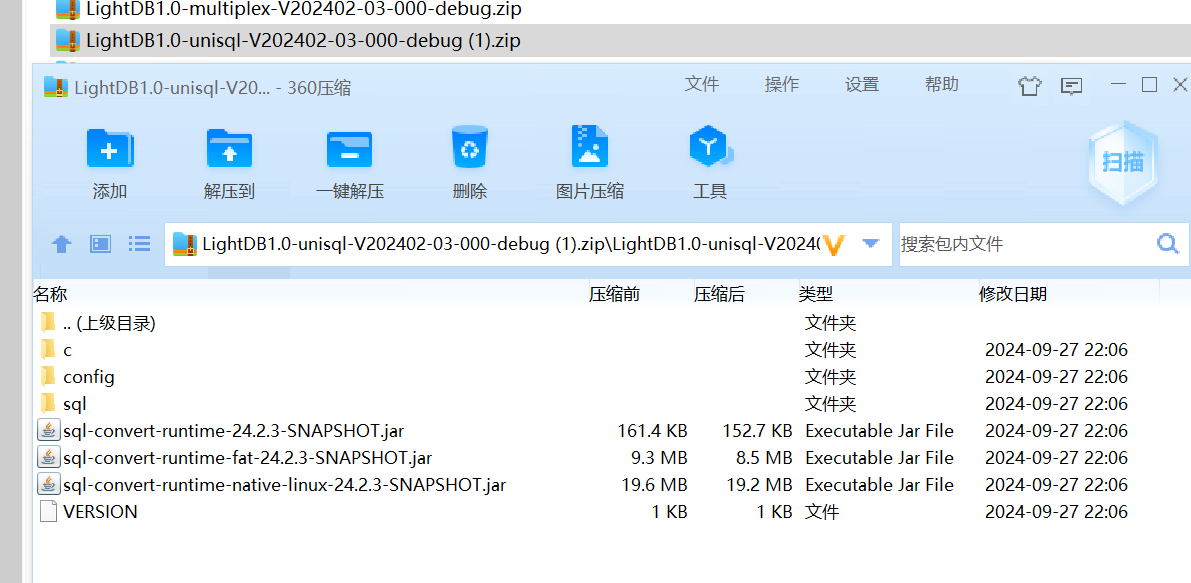 LightDB1.0-multiplex-V202402-03-000-debug.zip
LightDB1.0-unisql-V202402-03-000-debug (1).zip
LightDB1.0-unisql-V20... - 360压缩 文件 操作 设置 帮助
添加 解压到 一键解压 删除 图片压缩 工具 扫描
LightDB1.0-unisql-V202402-03-000-debug (1).zip\LightDB1.0-unisql-V2024 搜索包内文件
名称 压缩前 压缩后 类型 修改日期
.. (上级目录) 文件夹
c 文件夹 2024-09-27 22:06
config 文件夹 2024-09-27 22:06
sql 文件夹 2024-09-27 22:06
sql-convert-runtime-24.2.3-SNAPSHOT.jar 161.4 KB 152.7 KB Executable Jar File 2024-09-27 22:06
sql-convert-runtime-fat-24.2.3-SNAPSHOT.jar 9.3 MB 8.5 MB Executable Jar File 2024-09-27 22:06
sql-convert-runtime-native-linux-24.2.3-SNAPSHOT.jar 19.6 MB 19.2 MB Executable Jar File 2024-09-27 22:06
VERSION 1 KB 1 KB 文件 2024-09-27 22:06